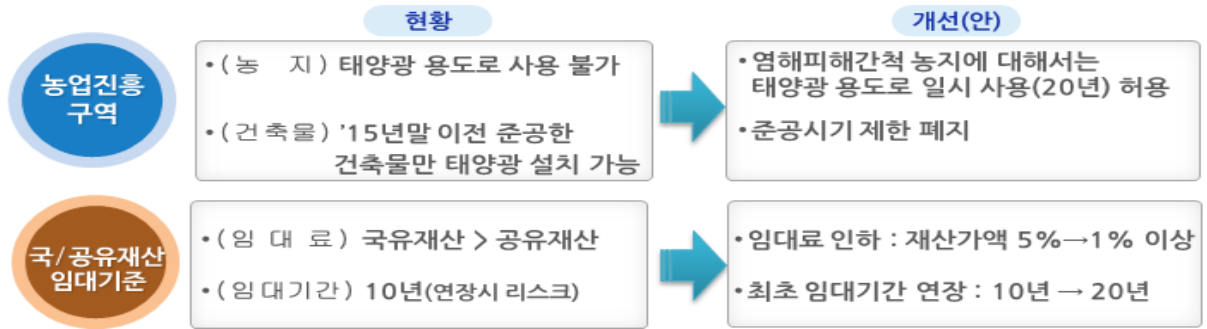 현황
개선(안)
농업진흥
구역
•(농 지) 태양광 용도로 사용 불가
•(건축물) '15년말 이전 준공한
건축물만 태양광 설치 가능
•염해피해간척 농지에 대해서는
태양광 용도로 일시 사용(20년) 허용
•준공시기 제한 폐지
국/공유재산
임대기준
•(임 대 료) 국유재산 > 공유재산
•(임대기간) 10년(연장시 리스크)
•임대료 인하 : 재산가액 5%→1% 이상
•최초 임대기간 연장 : 10년 → 20년